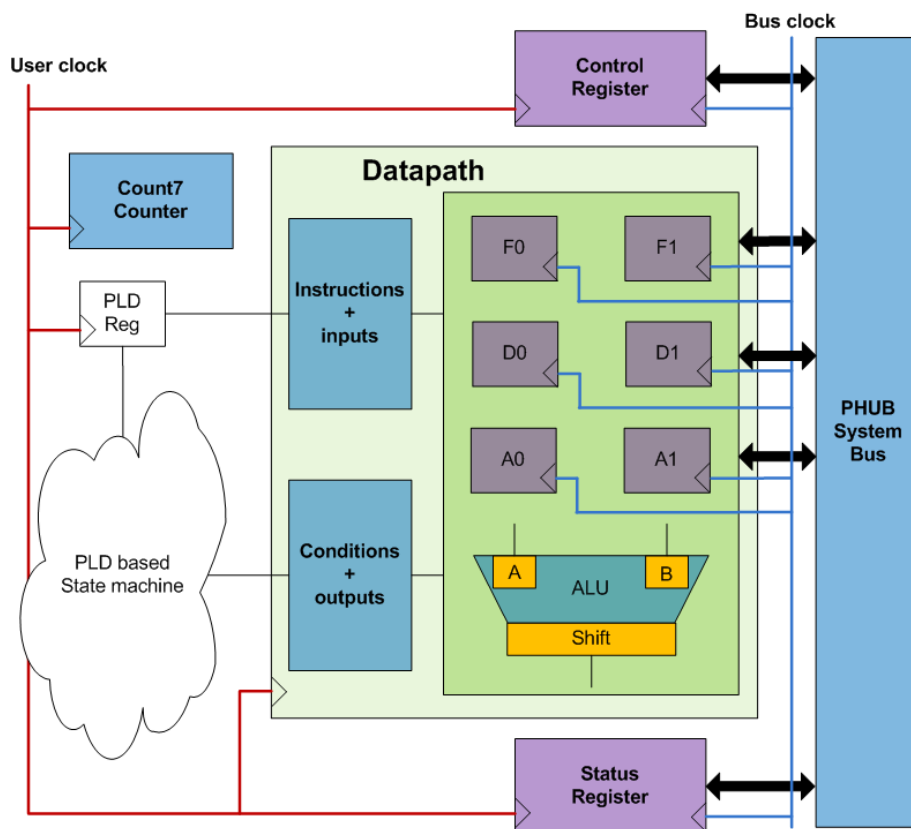 Bus clock
User clock
Control
Register
Datapath
Count7
Counter
F0
F1
Instructions
+
inputs
PLD
Reg
D0
D1
PHUB
System
Bus
A0
A1
PLD based
State machine
Conditions
+
outputs
A
B
ALU
Shift
Status
Register